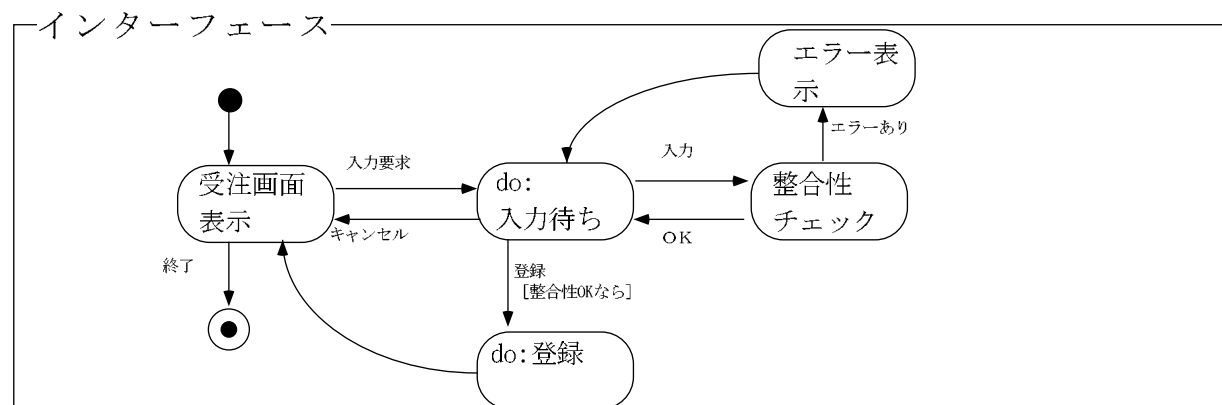 インターフェース
エラー表
示
エラーあり
入力要求
入力
受注画面
表示
do:
入力待ち
整合性
チェック
キャンセル
OK
終了
登録
[整合性OKなら]
do:登録